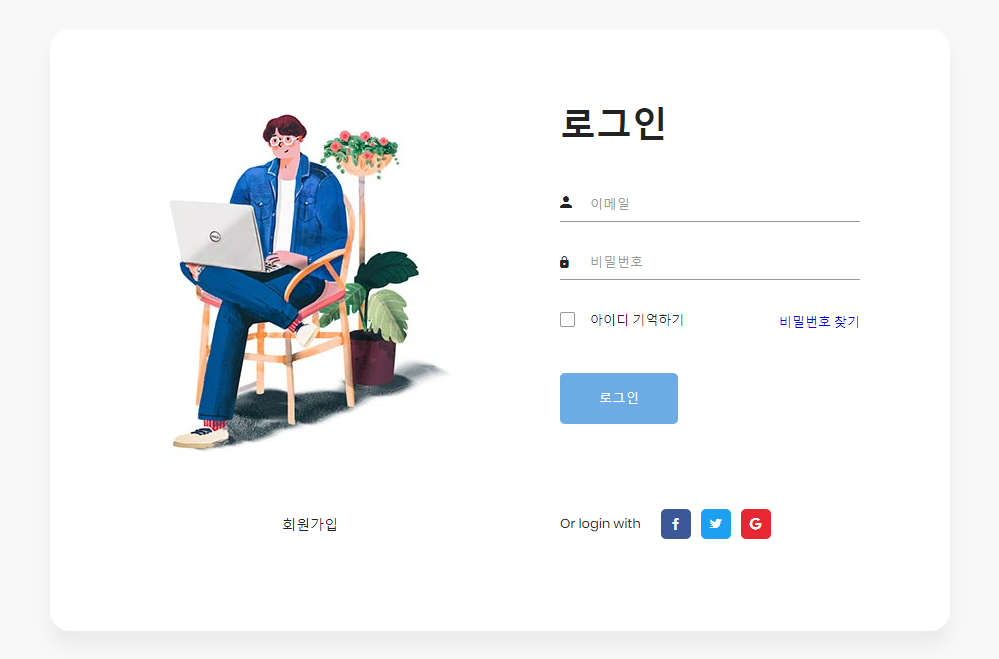 로그인
이메일
비밀번호
아이디 기억하기
비밀번호 찾기
로그인
회원가입
Or login with